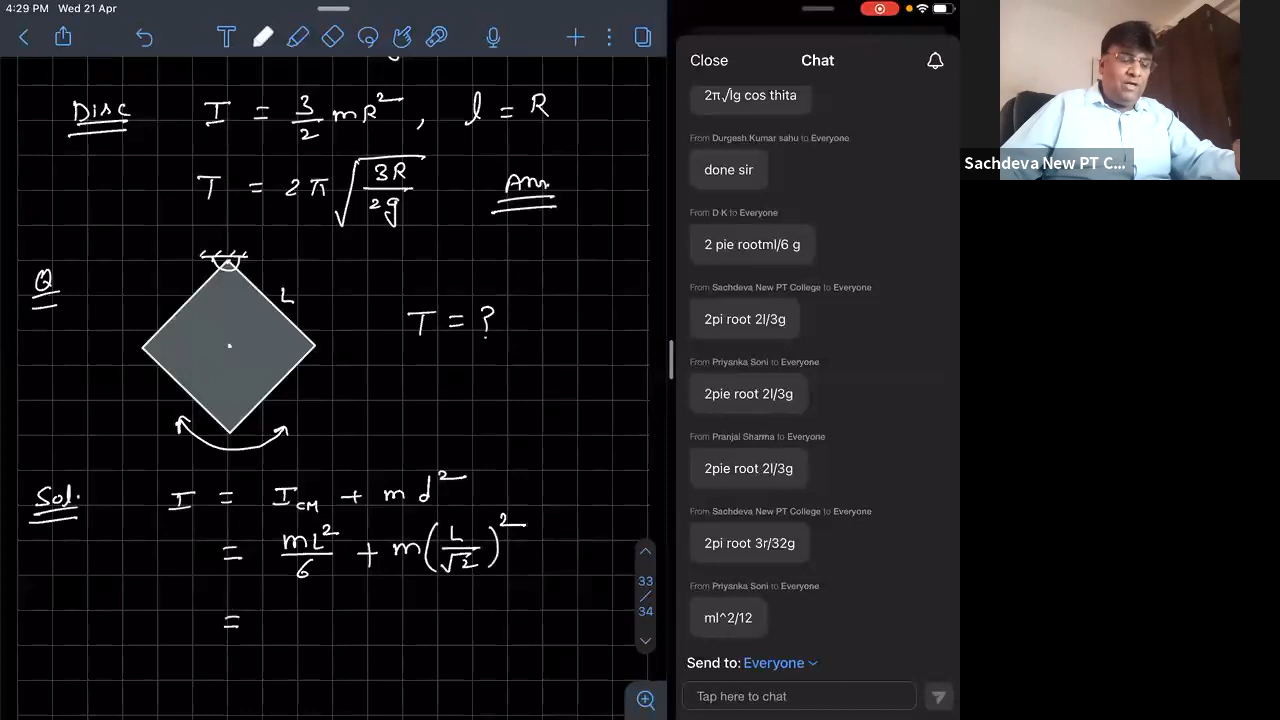 4:29 PM Wed 21 Apr
Disc I = 3/2 mR², l = R
T = 2π √(3R/2g) Ans.
Q
L
T = ?
Sol. I = I_CM + m d²
= mL²/6 + m(L/√2)²
=
33
/
34
Close
Chat
2π√lg cos thita
From Durgesh Kumar sahu to Everyone
done sir
From D K to Everyone
2 pie rootml/6 g
From Sachdeva New PT College to Everyone
2pi root 2l/3g
From Priyanka Soni to Everyone
2pie root 2l/3g
From Pranjal Sharma to Everyone
2pie root 2l/3g
From Sachdeva New PT College to Everyone
2pi root 3r/32g
From Priyanka Soni to Everyone
ml^2/12
Send to: Everyone
Tap here to chat
Sachdeva New PT C...